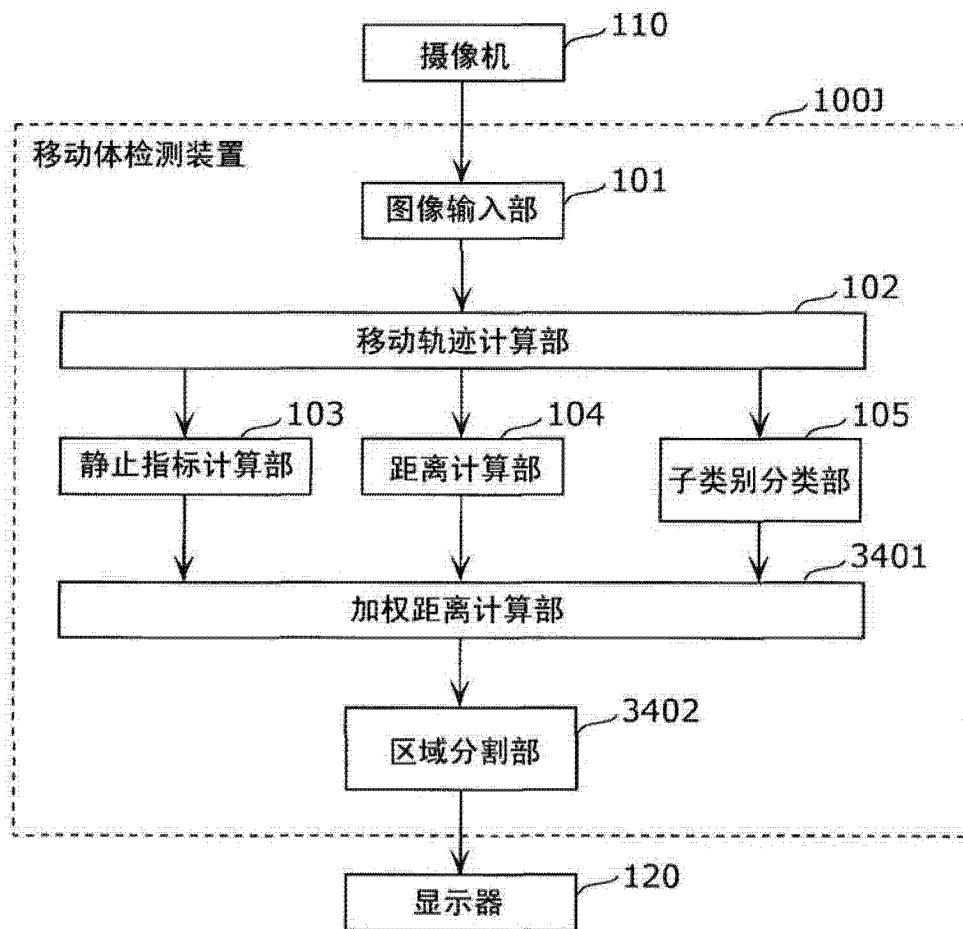 110
摄像机
100J
移动体检测装置
101
图像输入部
102
移动轨迹计算部
103
104
105
静止指标计算部
距离计算部
子类别分类部
3401
加权距离计算部
3402
区域分割部
120
显示器